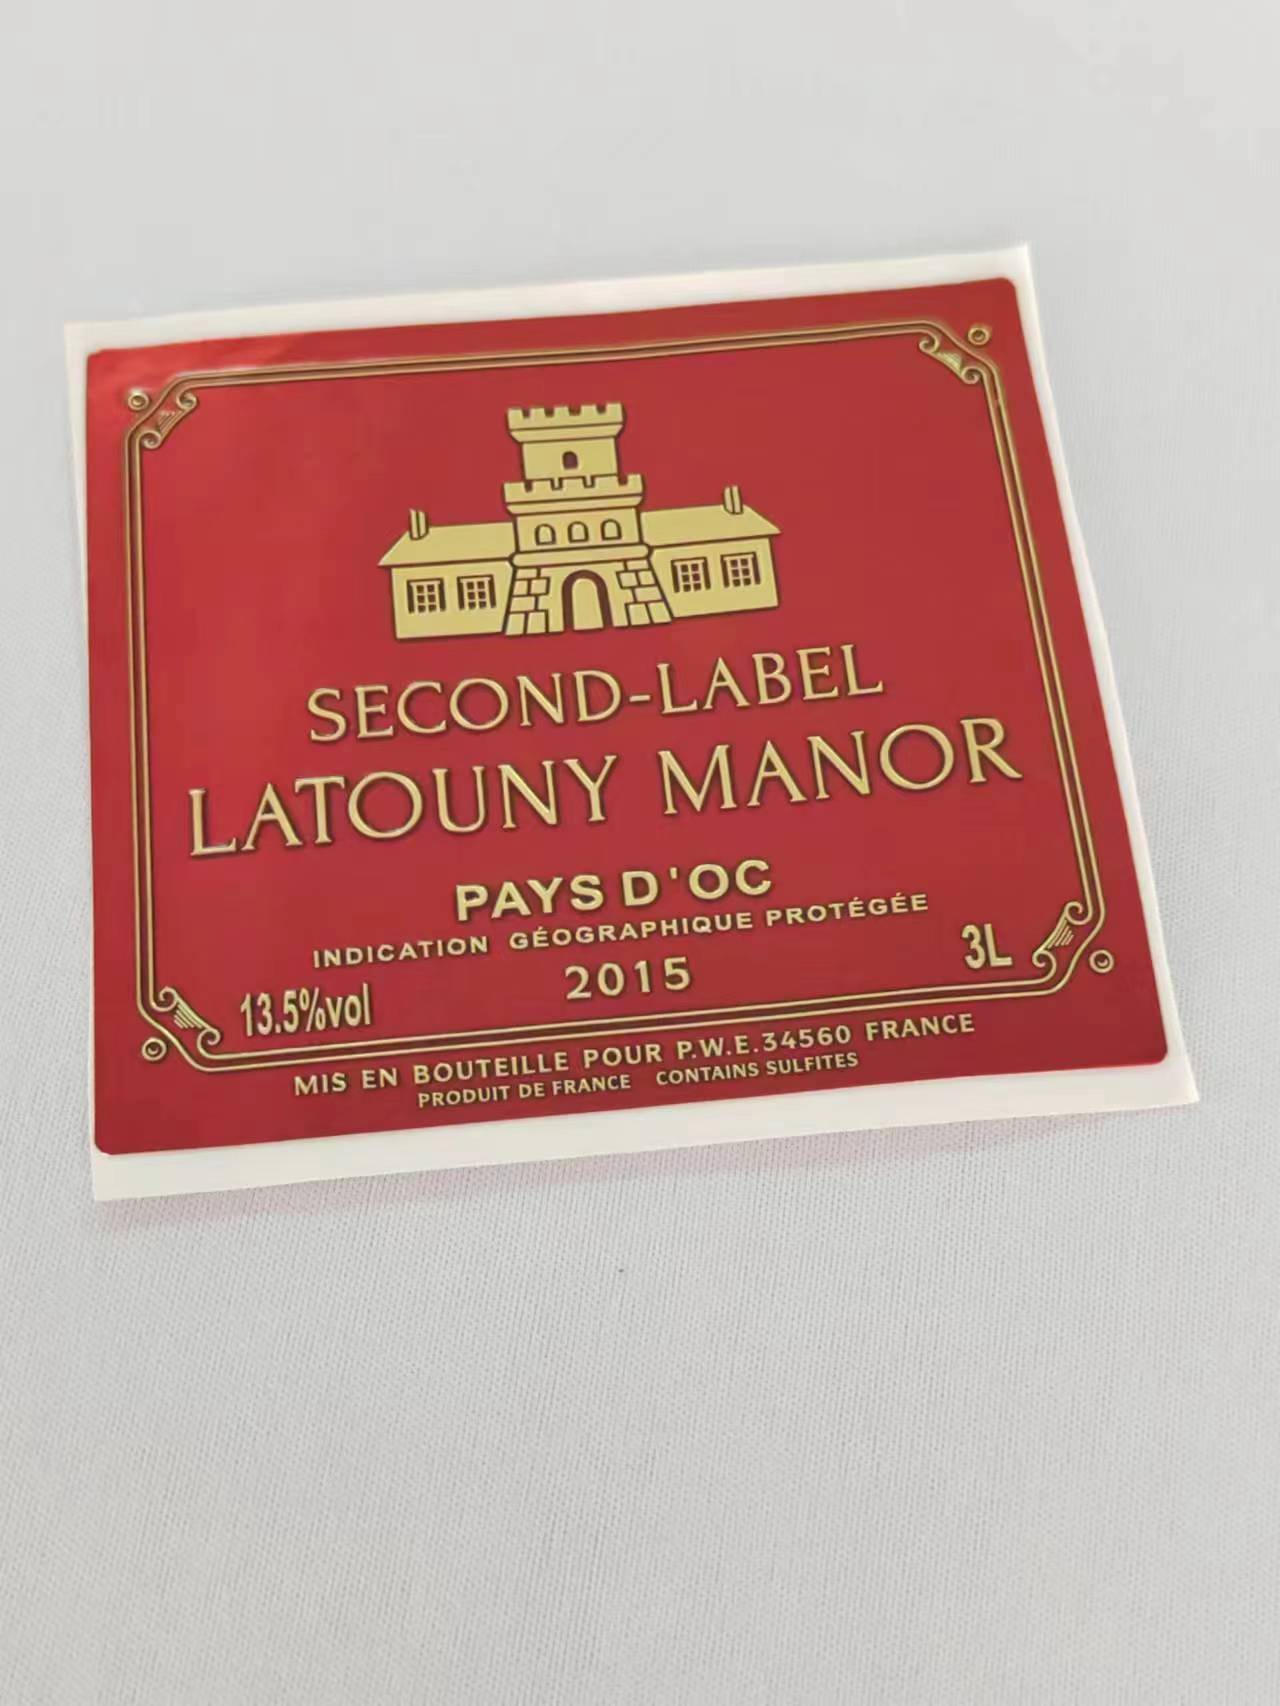 SECOND-LABEL
LATOUNY MANOR
PAYS D'OC
INDICATION GÉOGRAPHIQUE PROTÉGÉE
13.5%vol
2015
3L
MIS EN BOUTEILLE POUR P.W.E.34560 FRANCE
PRODUIT DE FRANCE CONTAINS SULFITES